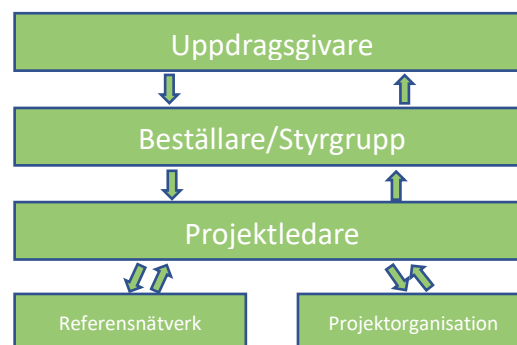 Uppdragsgivare
Beställare/Styrgrupp
Projektledare
Referensnätverk
Projektorganisation